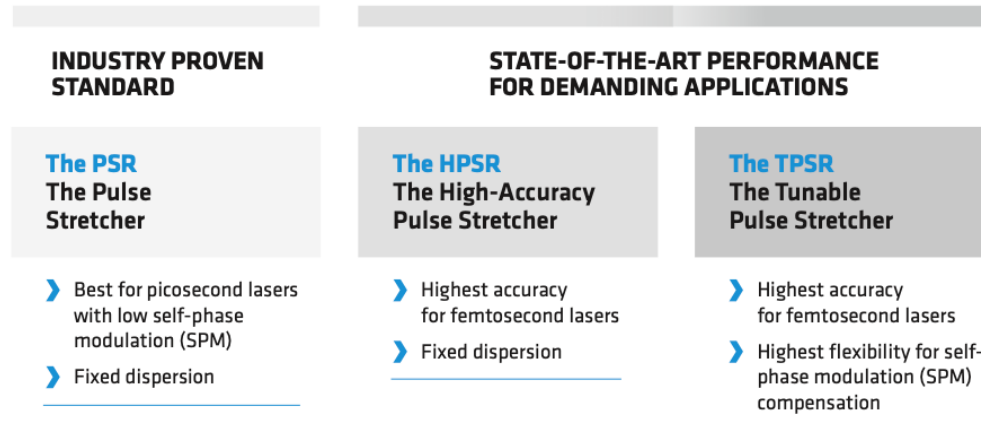 INDUSTRY PROVEN
STANDARD
STATE-OF-THE-ART PERFORMANCE
FOR DEMANDING APPLICATIONS
The PSR
The Pulse
Stretcher
The HPSR
The High-Accuracy
Pulse Stretcher
The TPSR
The Tunable
Pulse Stretcher
Best for picosecond lasers
with low self-phase
modulation (SPM)
Fixed dispersion
Highest accuracy
for femtosecond lasers
Fixed dispersion
Highest accuracy
for femtosecond lasers
Highest flexibility for self-
phase modulation (SPM)
compensation